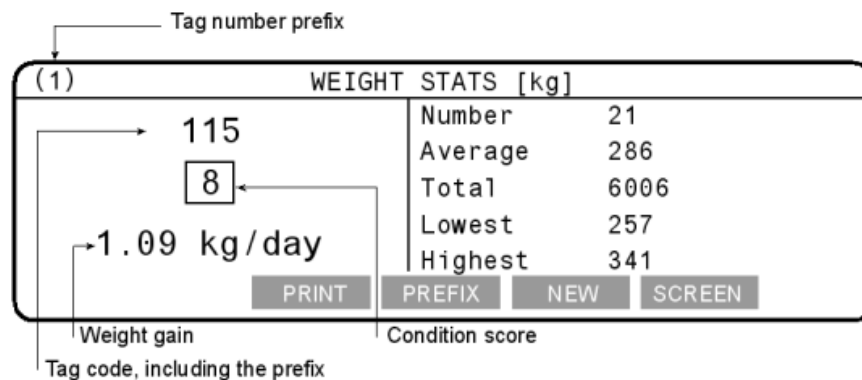 Tag number prefix
(1) WEIGHT STATS [kg]
115
8
1.09 kg/day
Number 21
Average 286
Total 6006
Lowest 257
Highest 341
PRINT PREFIX NEW SCREEN
Weight gain Condition score
Tag code, including the prefix